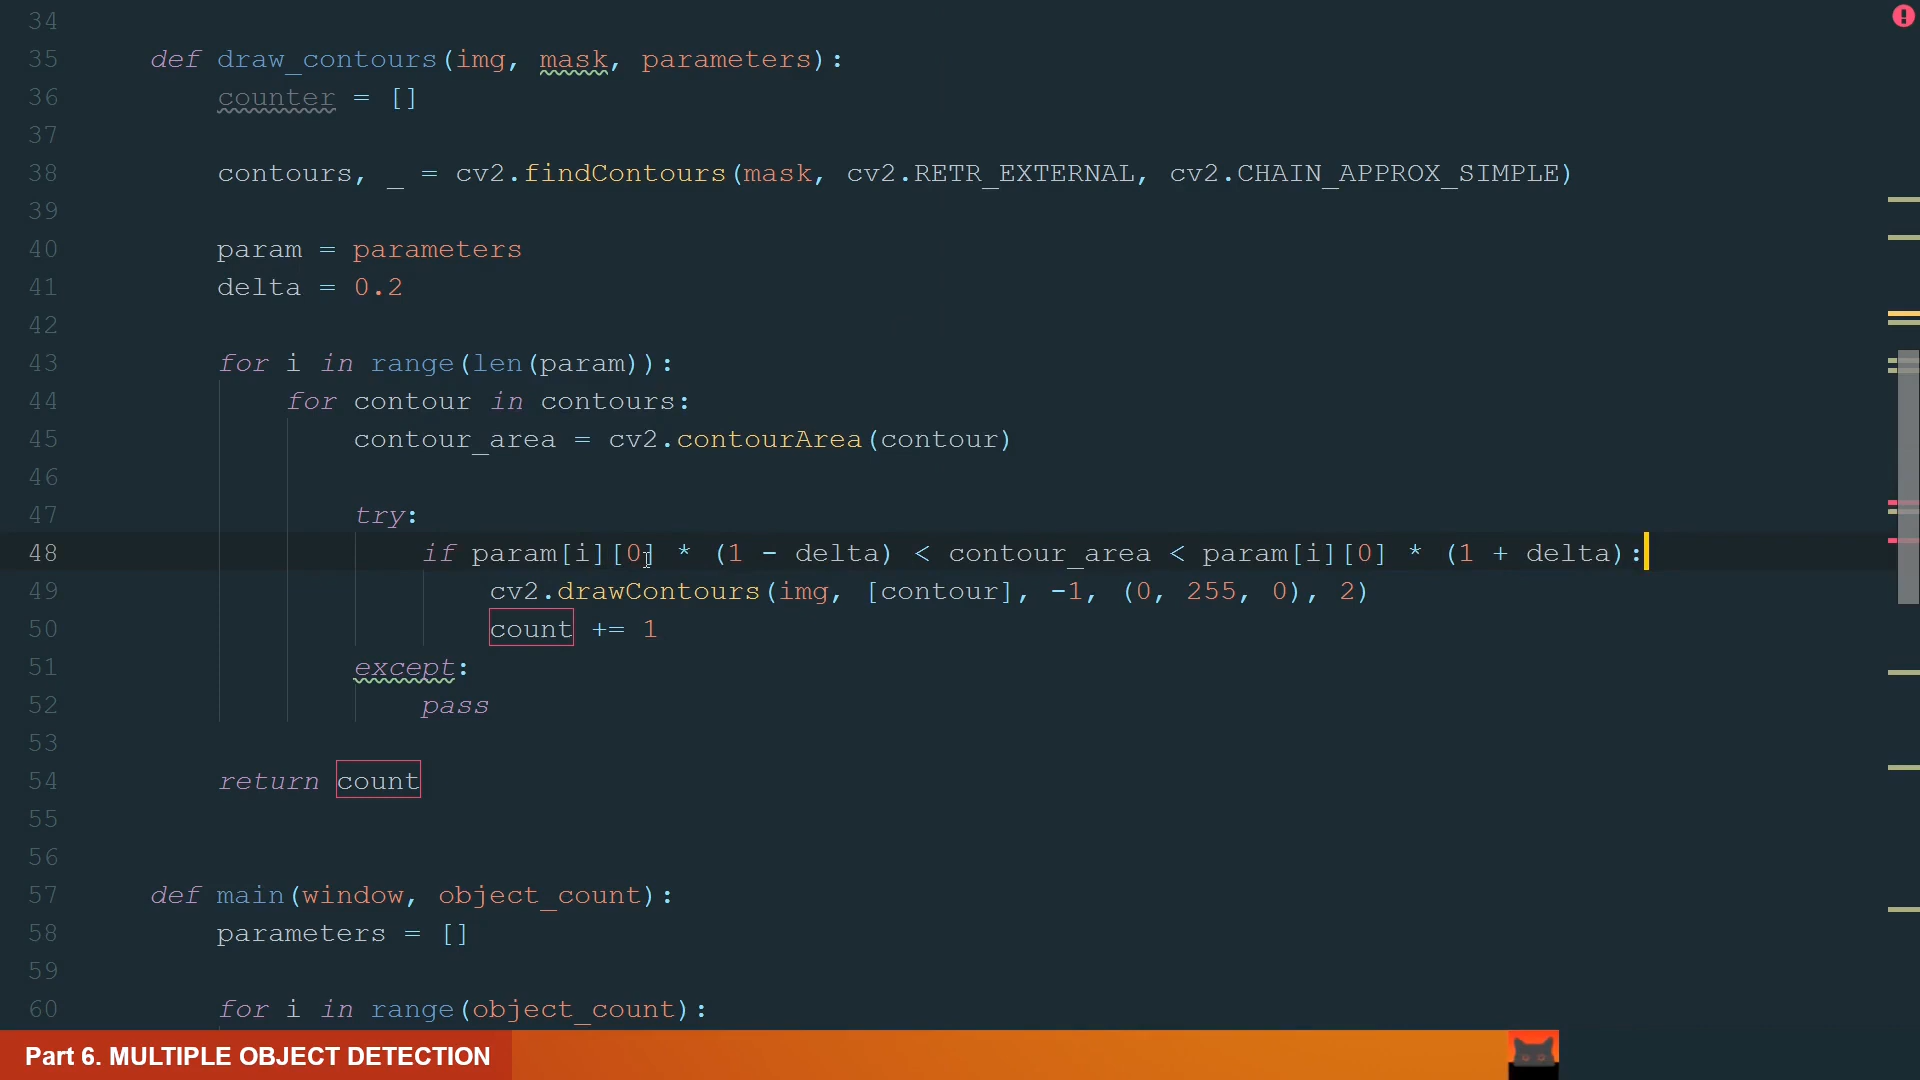 34
35 def draw_contours(img, mask, parameters):
36 counter = []
37
38 contours, _ = cv2.findContours(mask, cv2.RETR_EXTERNAL, cv2.CHAIN_APPROX_SIMPLE)
39
40 param = parameters
41 delta = 0.2
42
43 for i in range(len(param)):
44 for contour in contours:
45 contour_area = cv2.contourArea(contour)
46
47 try:
48 if param[i][0] * (1 - delta) < contour_area < param[i][0] * (1 + delta):
49 cv2.drawContours(img, [contour], -1, (0, 255, 0), 2)
50 count += 1
51 except:
52 pass
53
54 return count
55
56
57 def main(window, object_count):
58 parameters = []
59
60 for i in range(object_count):
Part 6. MULTIPLE OBJECT DETECTION